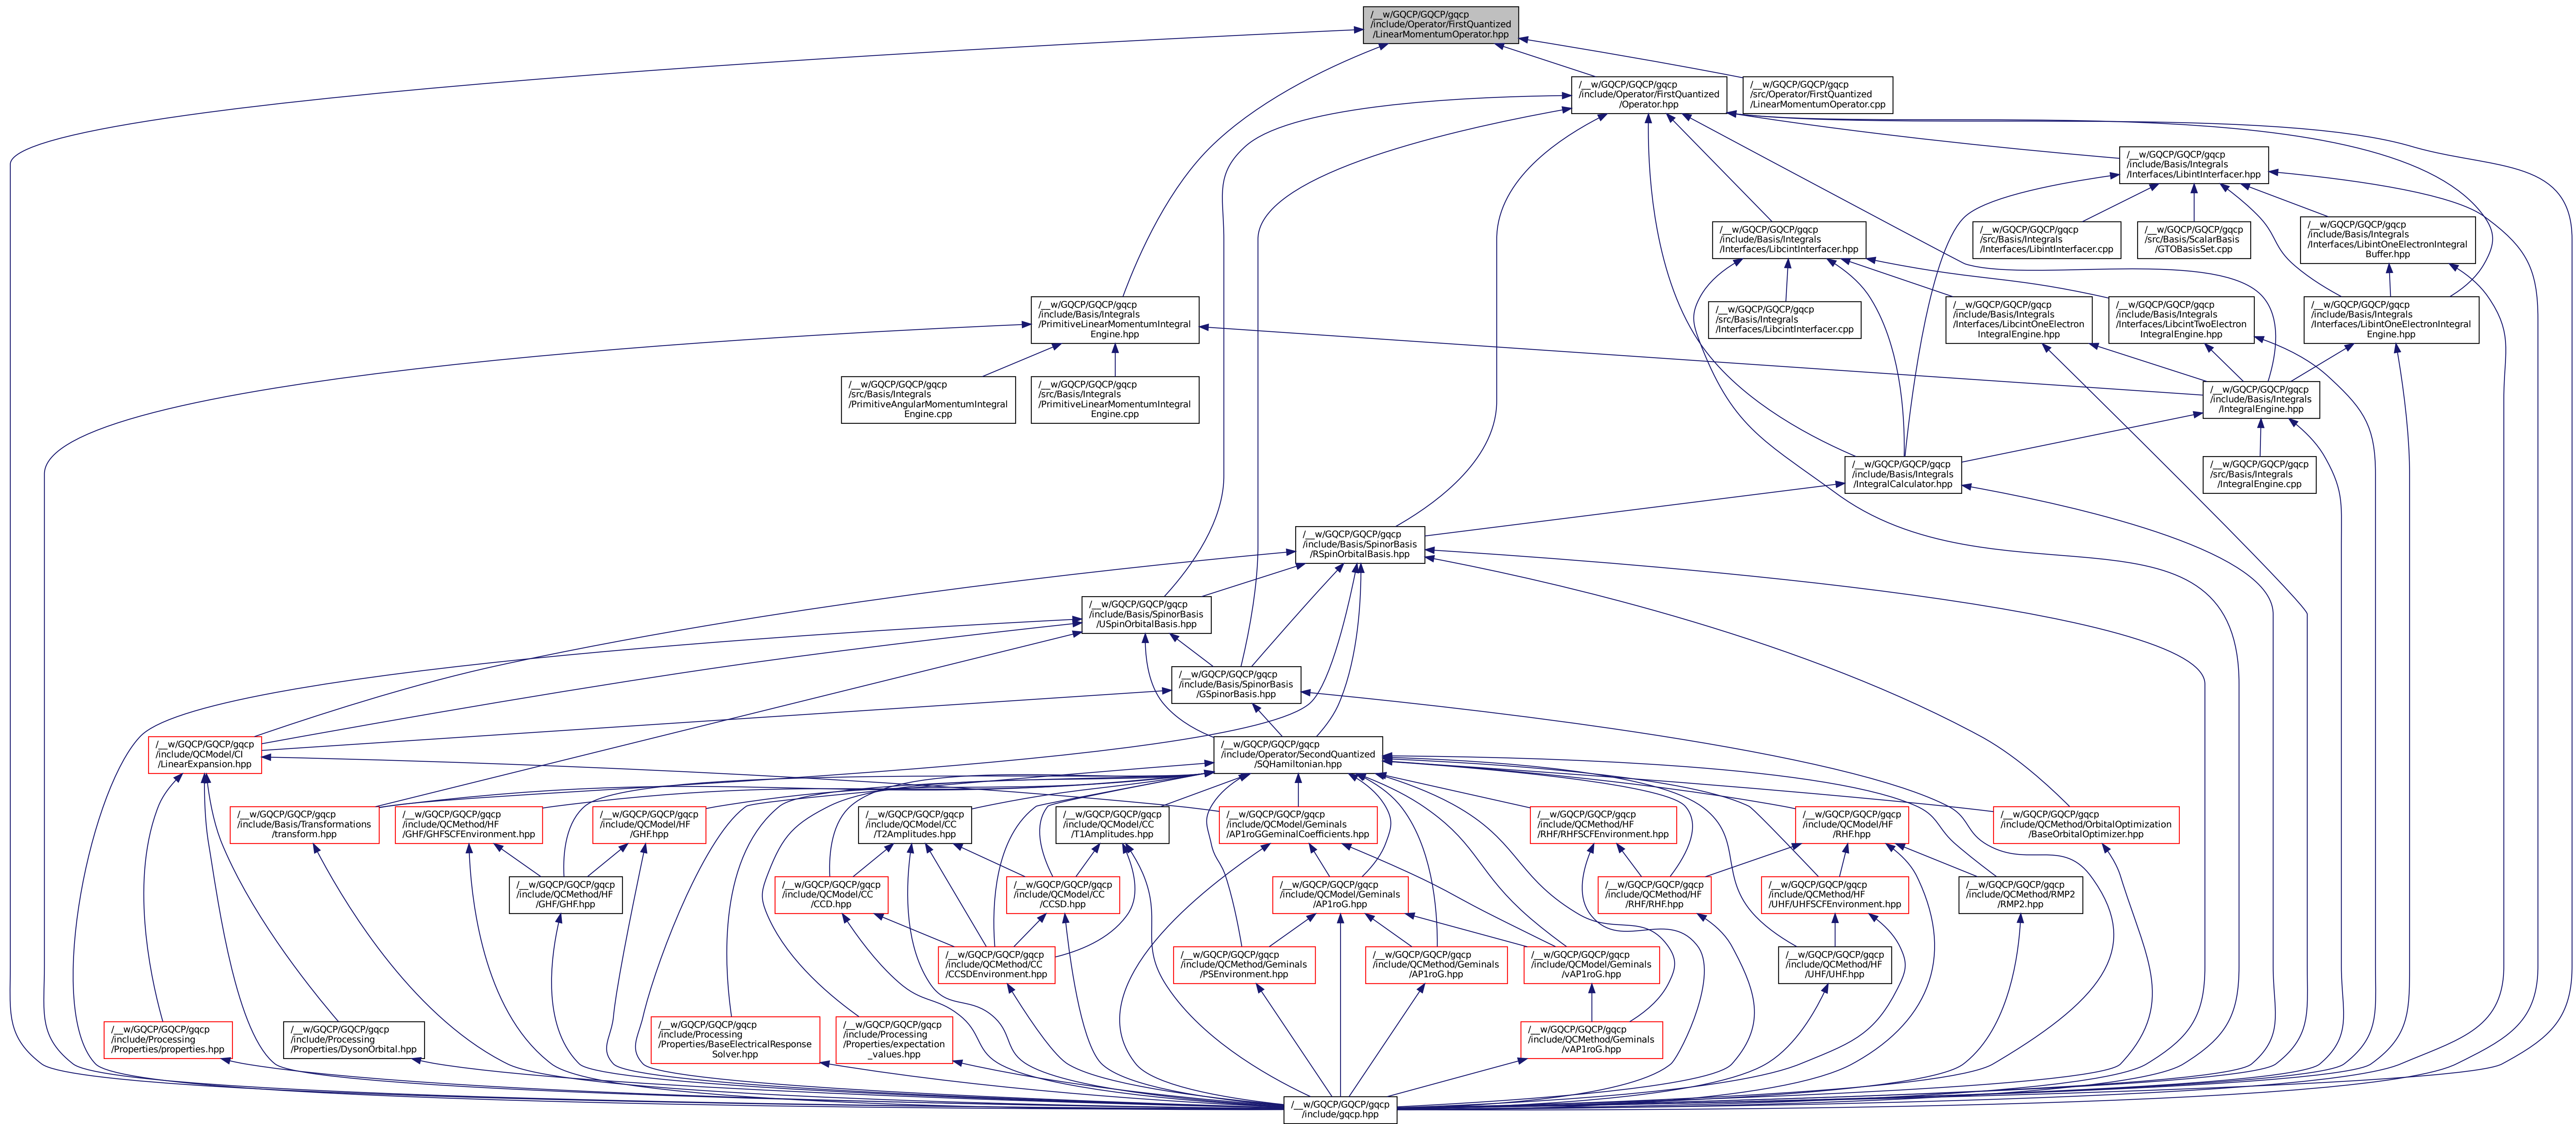 /__w/GQCP/GQCP/gqcp
/include/Operator/FirstQuantized
/LinearMomentumOperator.hpp
/__w/GQCP/GQCP/gqcp
/include/Operator/FirstQuantized
/Operator.hpp
/__w/GQCP/GQCP/gqcp
/src/Operator/FirstQuantized
/LinearMomentumOperator.cpp
/__w/GQCP/GQCP/gqcp
/include/Basis/Integrals
/Interfaces/LibintInterfacer.hpp
/__w/GQCP/GQCP/gqcp
/include/Basis/Integrals
/Interfaces/LibcintInterfacer.hpp
/__w/GQCP/GQCP/gqcp
/src/Basis/Integrals
/Interfaces/LibintInterfacer.cpp
/__w/GQCP/GQCP/gqcp
/src/Basis/ScalarBasis
/GTOBasisSet.cpp
/__w/GQCP/GQCP/gqcp
/include/Basis/Integrals
/Interfaces/LibintOneElectronIntegral
Buffer.hpp
/__w/GQCP/GQCP/gqcp
/include/Basis/Integrals
/PrimitiveLinearMomentumIntegral
Engine.hpp
/__w/GQCP/GQCP/gqcp
/src/Basis/Integrals
/Interfaces/LibcintInterfacer.cpp
/__w/GQCP/GQCP/gqcp
/include/Basis/Integrals
/Interfaces/LibcintOneElectron
IntegralEngine.hpp
/__w/GQCP/GQCP/gqcp
/include/Basis/Integrals
/Interfaces/LibcintTwoElectron
IntegralEngine.hpp
/__w/GQCP/GQCP/gqcp
/include/Basis/Integrals
/Interfaces/LibintOneElectronIntegral
Engine.hpp
/__w/GQCP/GQCP/gqcp
/src/Basis/Integrals
/PrimitiveAngularMomentumIntegral
Engine.cpp
/__w/GQCP/GQCP/gqcp
/src/Basis/Integrals
/PrimitiveLinearMomentumIntegral
Engine.cpp
/__w/GQCP/GQCP/gqcp
/include/Basis/Integrals
/IntegralEngine.hpp
/__w/GQCP/GQCP/gqcp
/include/Basis/Integrals
/IntegralCalculator.hpp
/__w/GQCP/GQCP/gqcp
/src/Basis/Integrals
/IntegralEngine.cpp
/__w/GQCP/GQCP/gqcp
/include/Basis/SpinorBasis
/RSpinOrbitalBasis.hpp
/__w/GQCP/GQCP/gqcp
/include/Basis/SpinorBasis
/USpinOrbitalBasis.hpp
/__w/GQCP/GQCP/gqcp
/include/Basis/SpinorBasis
/GSpinorBasis.hpp
/__w/GQCP/GQCP/gqcp
/include/QCModel/CI
/LinearExpansion.hpp
/__w/GQCP/GQCP/gqcp
/include/Operator/SecondQuantized
/SQHamiltonian.hpp
/__w/GQCP/GQCP/gqcp
/include/Basis/Transformations
/transform.hpp
/__w/GQCP/GQCP/gqcp
/include/QCMethod/HF
/GHF/GHFSCFEnvironment.hpp
/__w/GQCP/GQCP/gqcp
/include/QCModel/HF
/GHF.hpp
/__w/GQCP/GQCP/gqcp
/include/QCModel/CC
/T2Amplitudes.hpp
/__w/GQCP/GQCP/gqcp
/include/QCModel/CC
/T1Amplitudes.hpp
/__w/GQCP/GQCP/gqcp
/include/QCModel/Geminals
/AP1roGGeminalCoefficients.hpp
/__w/GQCP/GQCP/gqcp
/include/QCMethod/HF
/RHF/RHFSCFEnvironment.hpp
/__w/GQCP/GQCP/gqcp
/include/QCModel/HF
/RHF.hpp
/__w/GQCP/GQCP/gqcp
/include/QCMethod/OrbitalOptimization
/BaseOrbitalOptimizer.hpp
/__w/GQCP/GQCP/gqcp
/include/QCMethod/HF
/GHF/GHF.hpp
/__w/GQCP/GQCP/gqcp
/include/QCModel/CC
/CCD.hpp
/__w/GQCP/GQCP/gqcp
/include/QCModel/CC
/CCSD.hpp
/__w/GQCP/GQCP/gqcp
/include/QCModel/Geminals
/AP1roG.hpp
/__w/GQCP/GQCP/gqcp
/include/QCMethod/HF
/RHF/RHF.hpp
/__w/GQCP/GQCP/gqcp
/include/QCMethod/HF
/UHF/UHFSCFEnvironment.hpp
/__w/GQCP/GQCP/gqcp
/include/QCMethod/RMP2
/RMP2.hpp
/__w/GQCP/GQCP/gqcp
/include/QCMethod/CC
/CCSDEnvironment.hpp
/__w/GQCP/GQCP/gqcp
/include/QCMethod/Geminals
/PSEnvironment.hpp
/__w/GQCP/GQCP/gqcp
/include/QCMethod/Geminals
/AP1roG.hpp
/__w/GQCP/GQCP/gqcp
/include/QCModel/Geminals
/vAP1roG.hpp
/__w/GQCP/GQCP/gqcp
/include/QCMethod/HF
/UHF/UHF.hpp
/__w/GQCP/GQCP/gqcp
/include/Processing
/Properties/properties.hpp
/__w/GQCP/GQCP/gqcp
/include/Processing
/Properties/DysonOrbital.hpp
/__w/GQCP/GQCP/gqcp
/include/Processing
/Properties/BaseElectricalResponse
Solver.hpp
/__w/GQCP/GQCP/gqcp
/include/Processing
/Properties/expectation
_values.hpp
/__w/GQCP/GQCP/gqcp
/include/QCMethod/Geminals
/vAP1roG.hpp
/__w/GQCP/GQCP/gqcp
/include/gqcp.hpp